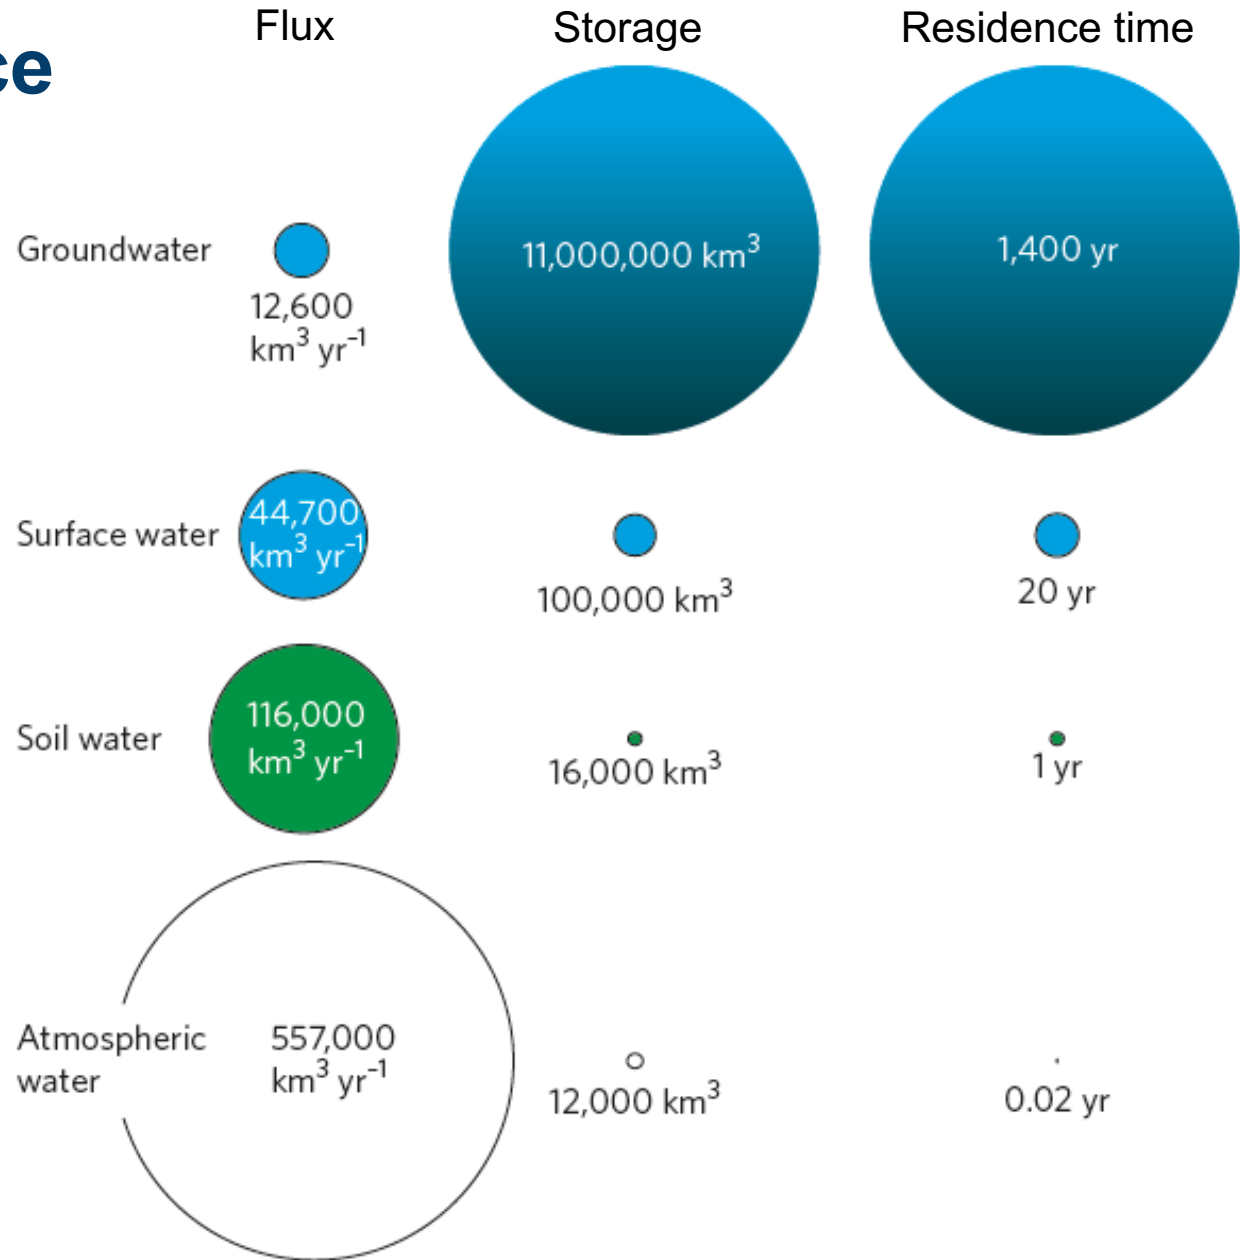 ce
Flux Storage Residence time
Groundwater
12,600
km³ yr⁻¹
11,000,000 km³
1,400 yr
Surface water
44,700
km³ yr⁻¹
100,000 km³
20 yr
Soil water
116,000
km³ yr⁻¹
16,000 km³
1 yr
Atmospheric
water
557,000
km³ yr⁻¹
12,000 km³
0.02 yr